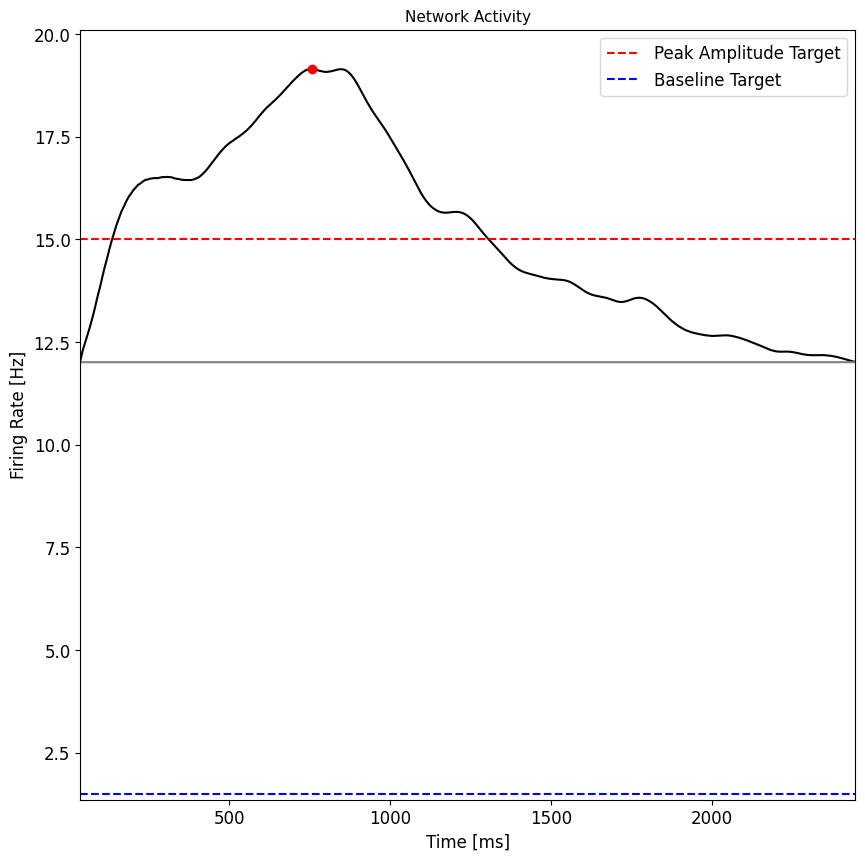 Network Activity
Peak Amplitude Target
Baseline Target
Firing Rate [Hz]
20.0
17.5
15.0
12.5
10.0
7.5
5.0
2.5
500 1000 1500 2000
Time [ms]